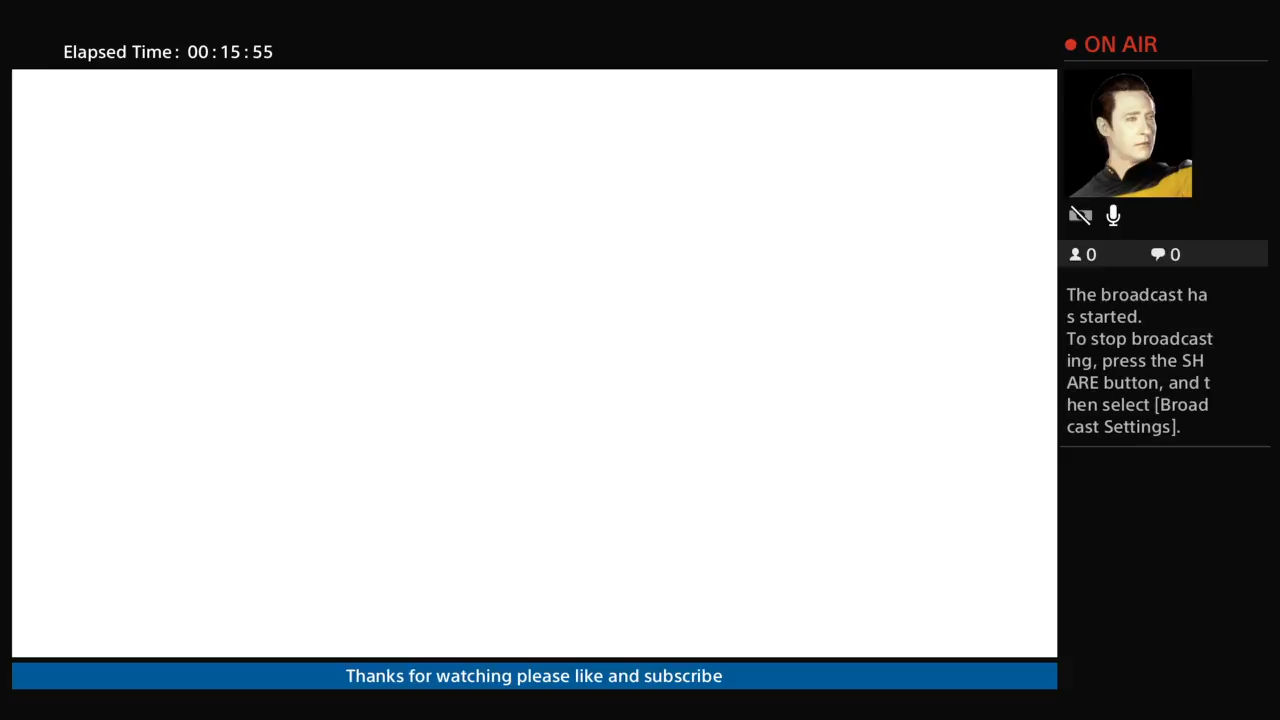 Elapsed Time: 00:15:55
ON AIR
0 0
The broadcast ha
s started.
To stop broadcast
ing, press the SH
ARE button, and t
hen select [Broad
cast Settings].
Thanks for watching please like and subscribe